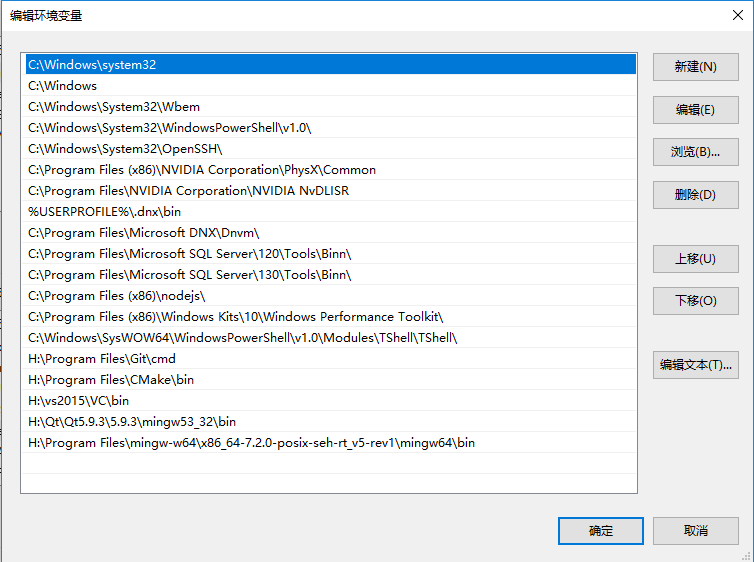 编辑环境变量
C:\Windows\system32
C:\Windows
C:\Windows\System32\Wbem
C:\Windows\System32\WindowsPowerShell\v1.0\
C:\Windows\System32\OpenSSH\
C:\Program Files (x86)\NVIDIA Corporation\PhysX\Common
C:\Program Files\NVIDIA Corporation\NVIDIA NvDLISR
%USERPROFILE%\.dnx\bin
C:\Program Files\Microsoft DNX\Dnvm\
C:\Program Files\Microsoft SQL Server\120\Tools\Binn\
C:\Program Files\Microsoft SQL Server\130\Tools\Binn\
C:\Program Files (x86)\nodejs\
C:\Program Files (x86)\Windows Kits\10\Windows Performance Toolkit\
C:\Windows\SysWOW64\WindowsPowerShell\v1.0\Modules\TShell\TShell\
H:\Program Files\Git\cmd
H:\Program Files\CMake\bin
H:\vs2015\VC\bin
H:\Qt\Qt5.9.3\5.9.3\mingw53_32\bin
H:\Program Files\mingw-w64\x86_64-7.2.0-posix-seh-rt_v5-rev1\mingw64\bin
新建(N)
编辑(E)
浏览(B)...
删除(D)
上移(U)
下移(O)
编辑文本(T)...
确定
取消